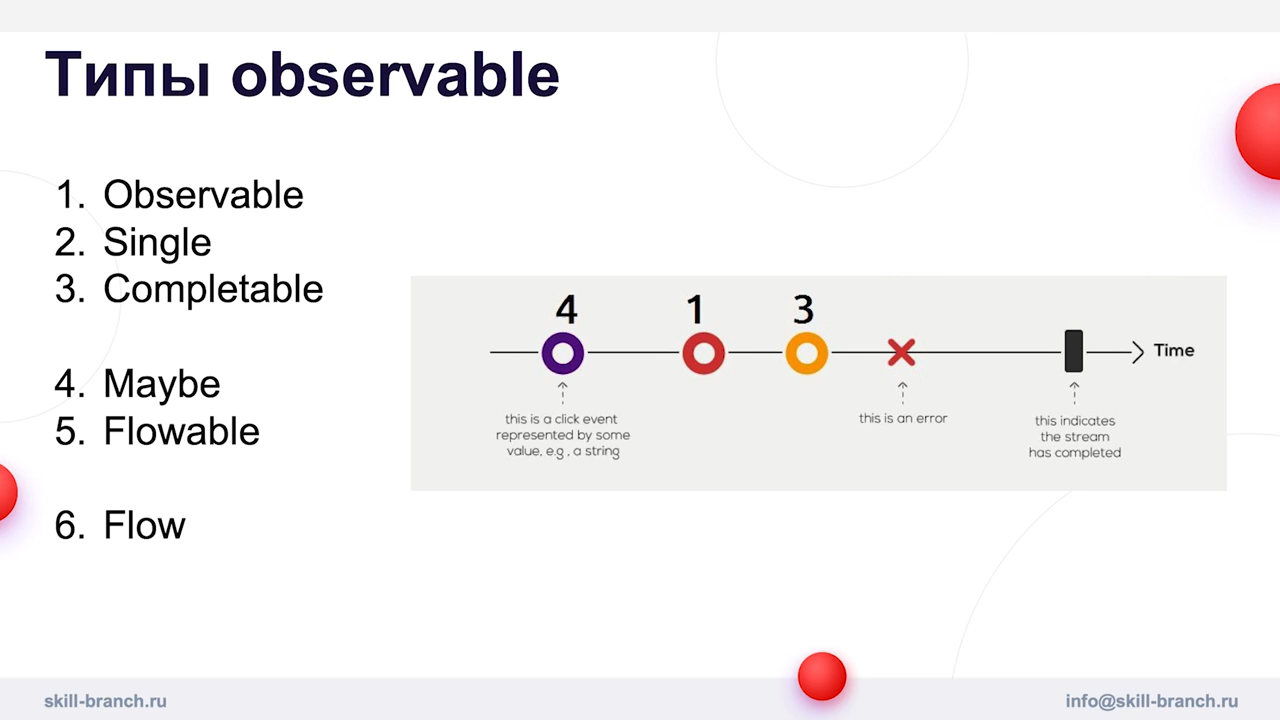 Типы observable
1. Observable
2. Single
3. Completable
4. Maybe
5. Flowable
6. Flow
4 1 3
Time
this is a click event
represented by some
value, e.g., a string
this is an error
this indicates
the stream
has completed
skill-branch.ru
info@skill-branch.ru